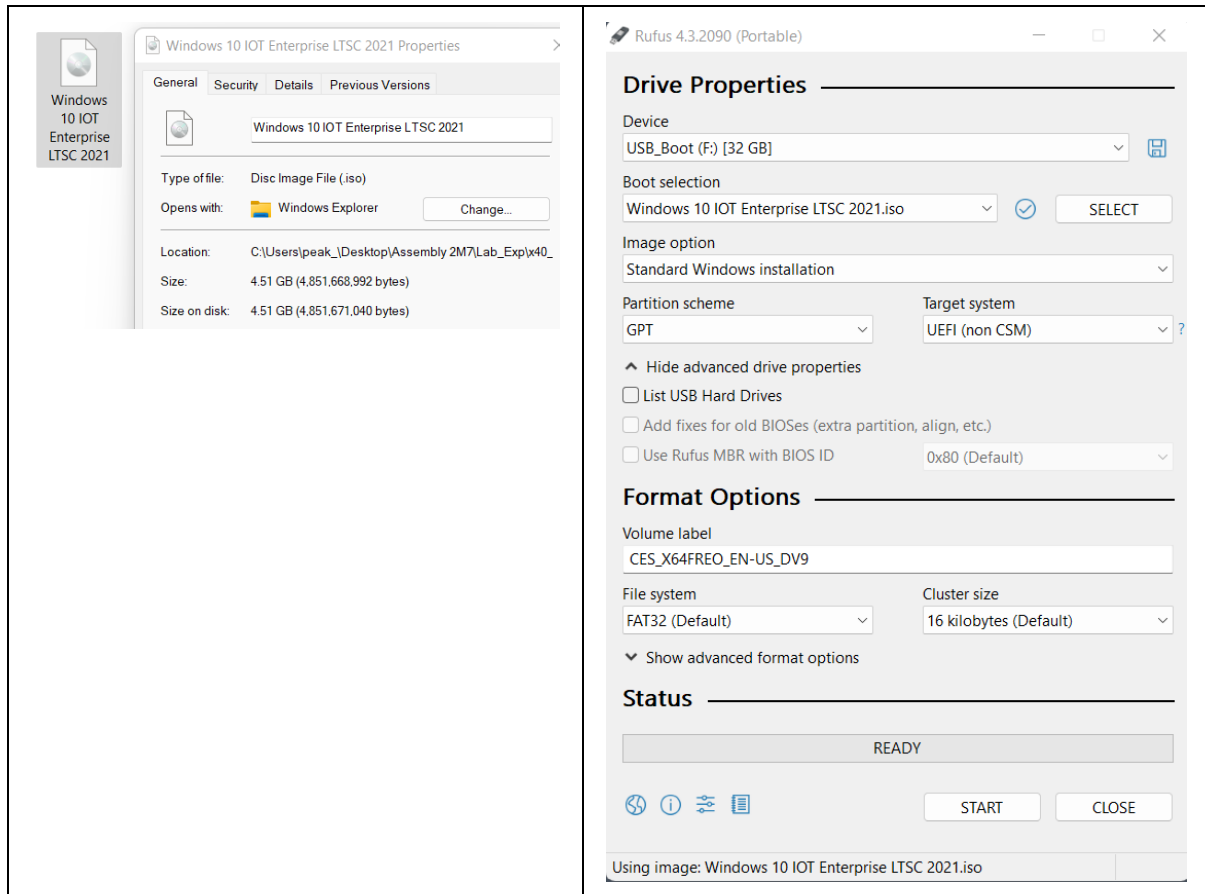 Windows
10 IOT
Enterprise
LTSC 2021
Windows 10 IOT Enterprise LTSC 2021 Properties
General Security Details Previous Versions
Windows 10 IOT Enterprise LTSC 2021
Type of file: Disc Image File (.iso)
Opens with: Windows Explorer Change...
Location: C:\Users\peak_\Desktop\Assembly 2M7\Lab_Exp\x40_
Size: 4.51 GB (4,851,668,992 bytes)
Size on disk: 4.51 GB (4,851,671,040 bytes)
Rufus 4.3.2090 (Portable)
Drive Properties
Device
USB_Boot (F:) [32 GB]
Boot selection
Windows 10 IOT Enterprise LTSC 2021.iso SELECT
Image option
Standard Windows installation
Partition scheme Target system
GPT UEFI (non CSM) ?
Hide advanced drive properties
List USB Hard Drives
Add fixes for old BIOSes (extra partition, align, etc.)
Use Rufus MBR with BIOS ID 0x80 (Default)
Format Options
Volume label
CES_X64FREO_EN-US_DV9
File system Cluster size
FAT32 (Default) 16 kilobytes (Default)
Show advanced format options
Status
READY
START CLOSE
Using image: Windows 10 IOT Enterprise LTSC 2021.iso